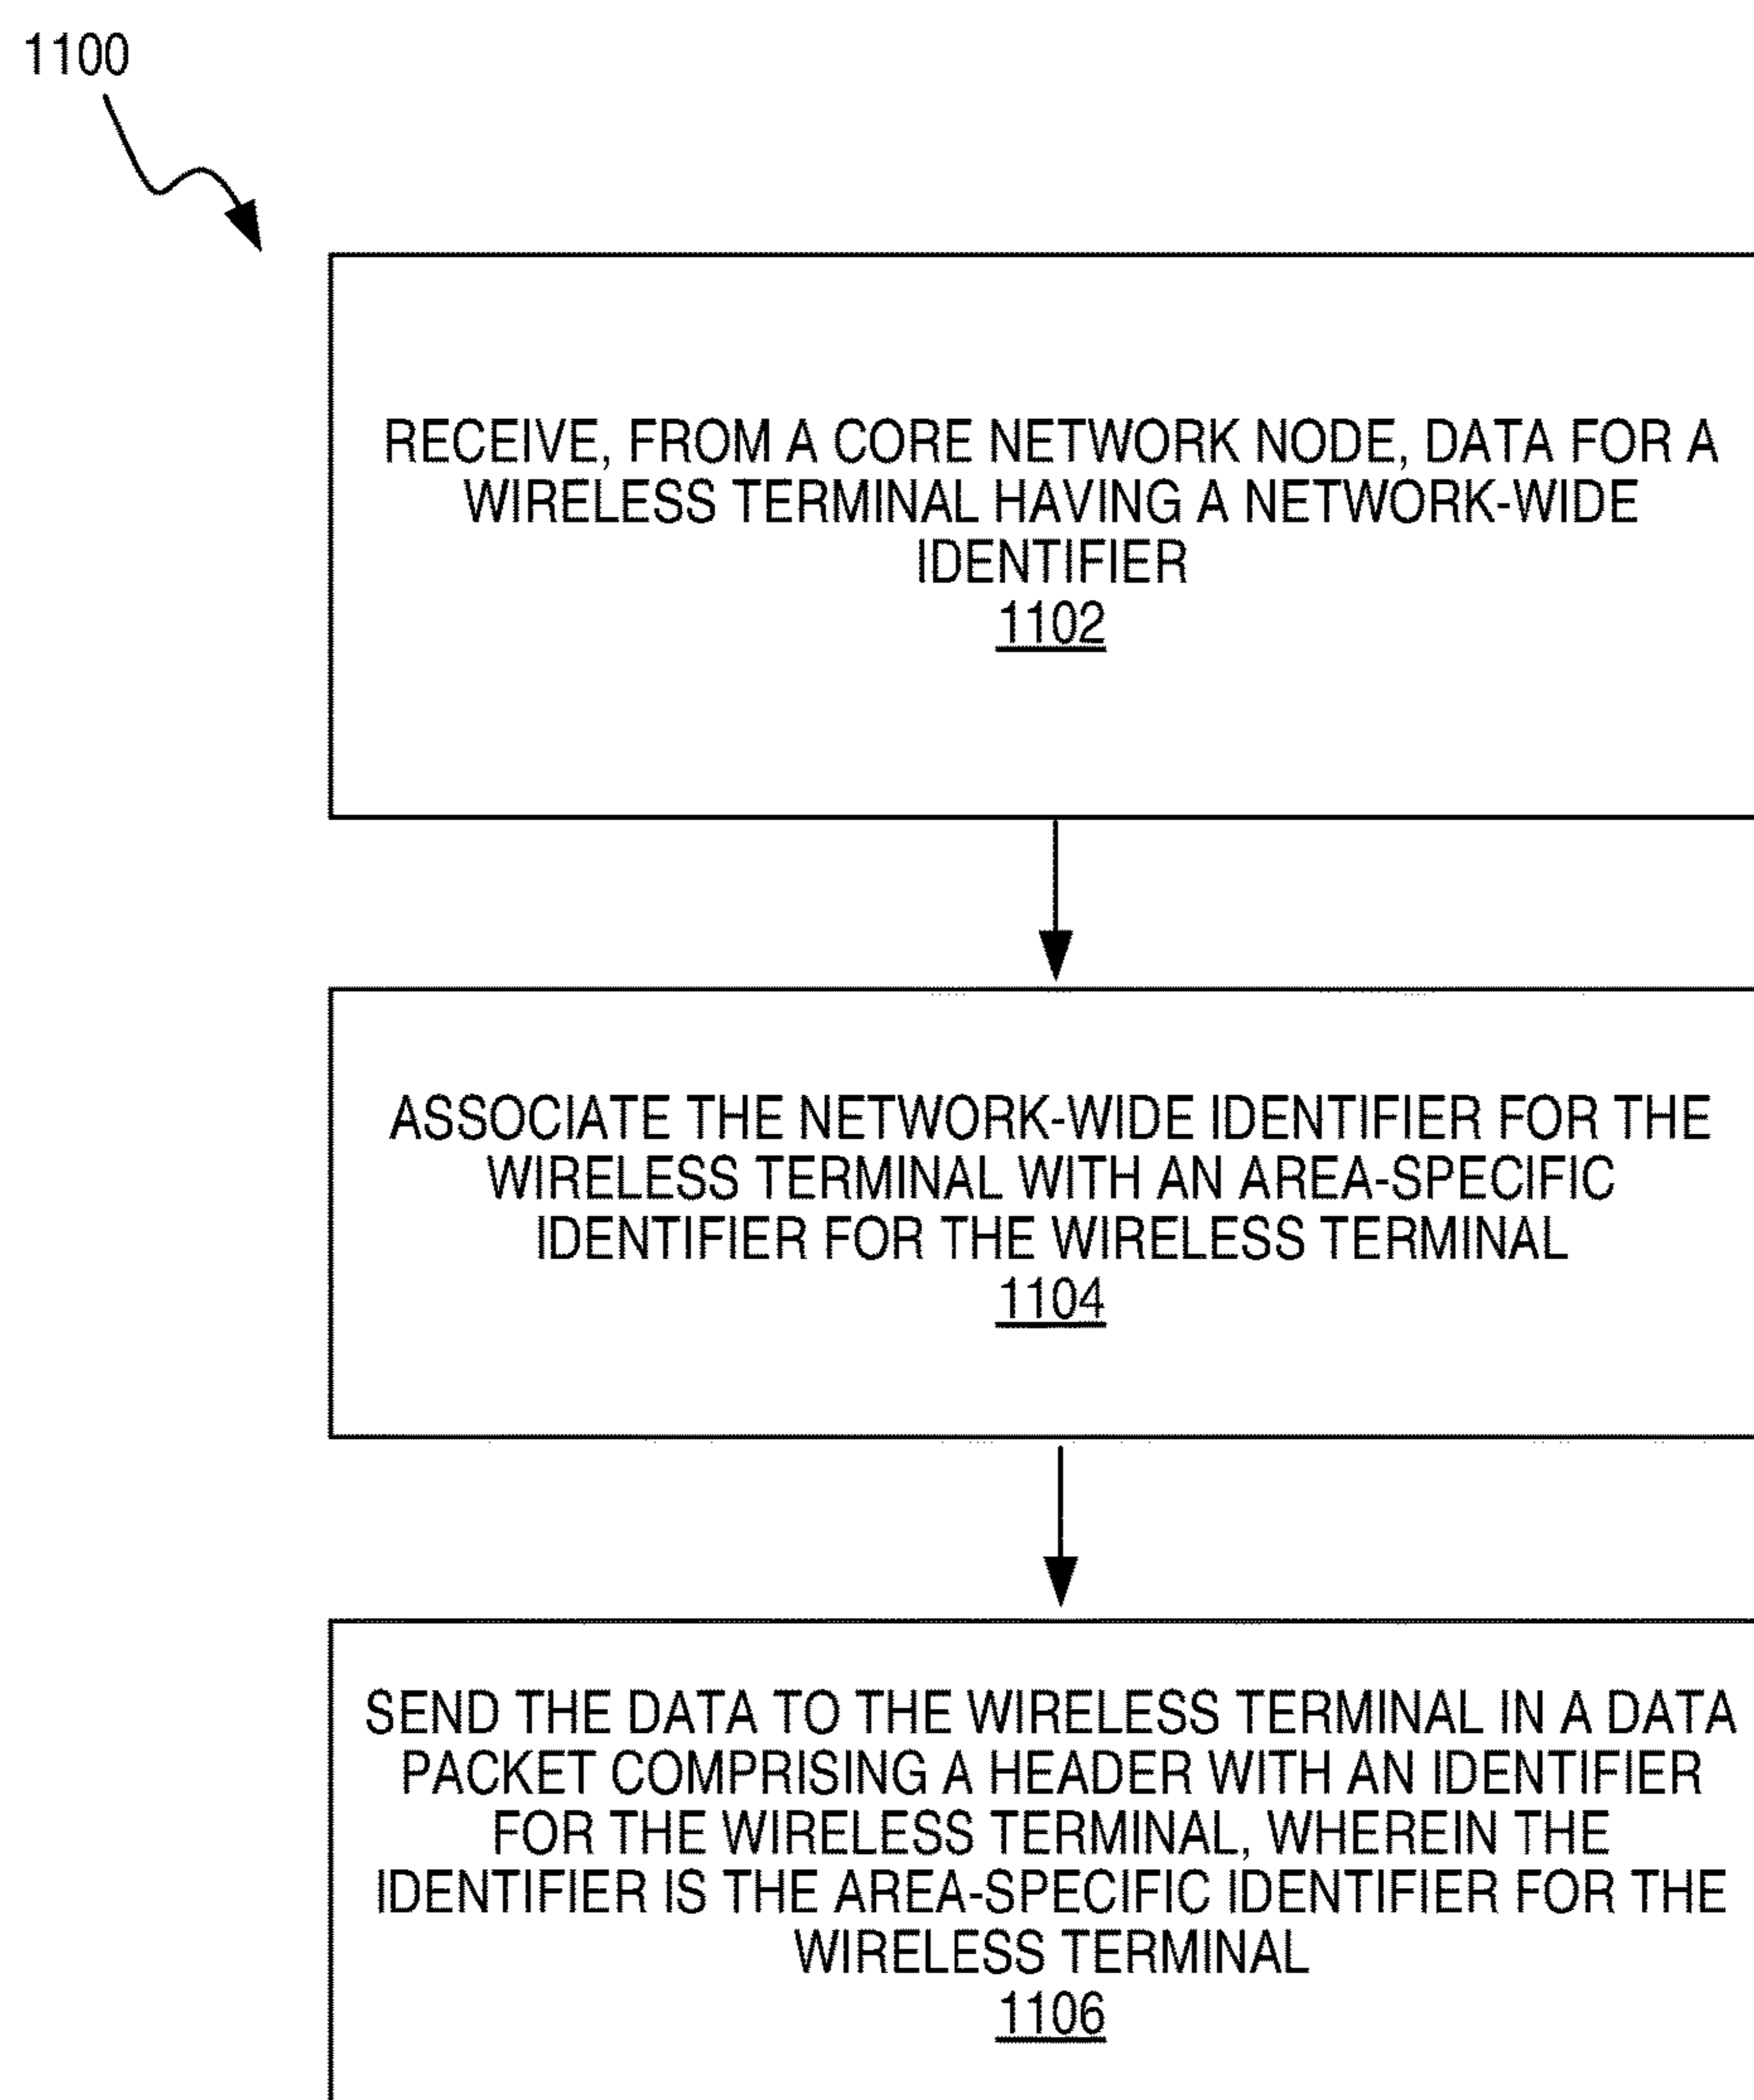 1100
RECEIVE, FROM A CORE NETWORK NODE, DATA FOR A
WIRELESS TERMINAL HAVING A NETWORK-WIDE
IDENTIFIER
1102
ASSOCIATE THE NETWORK-WIDE IDENTIFIER FOR THE
WIRELESS TERMINAL WITH AN AREA-SPECIFIC
IDENTIFIER FOR THE WIRELESS TERMINAL
1104
SEND THE DATA TO THE WIRELESS TERMINAL IN A DATA
PACKET COMPRISING A HEADER WITH AN IDENTIFIER
FOR THE WIRELESS TERMINAL, WHEREIN THE
IDENTIFIER IS THE AREA-SPECIFIC IDENTIFIER FOR THE
WIRELESS TERMINAL
1106